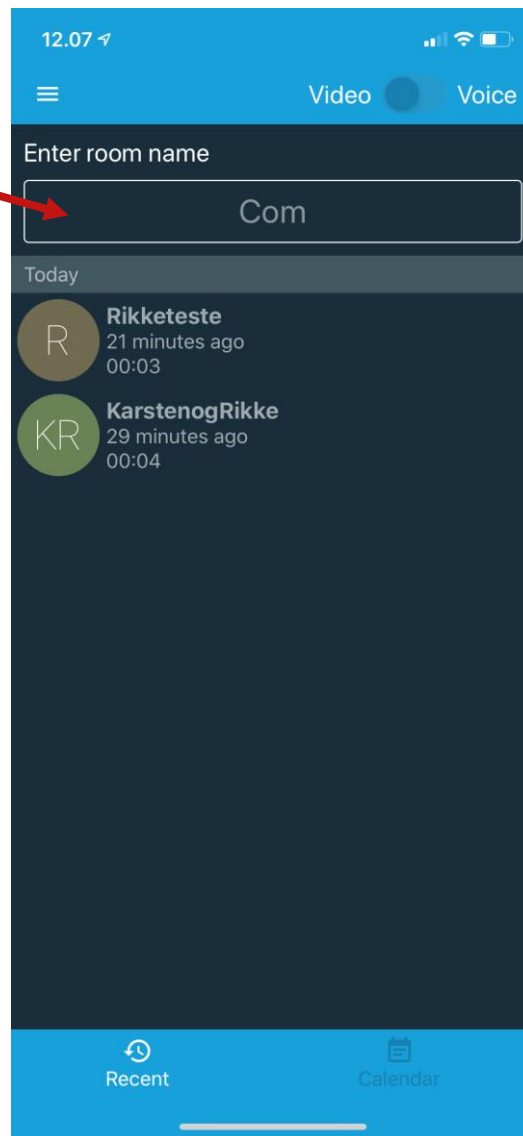 12.07
Video Voice
Enter room name
Com
Today
R
Rikketeste
21 minutes ago
00:03
KR
KarstenogRikke
29 minutes ago
00:04
Recent Calendar